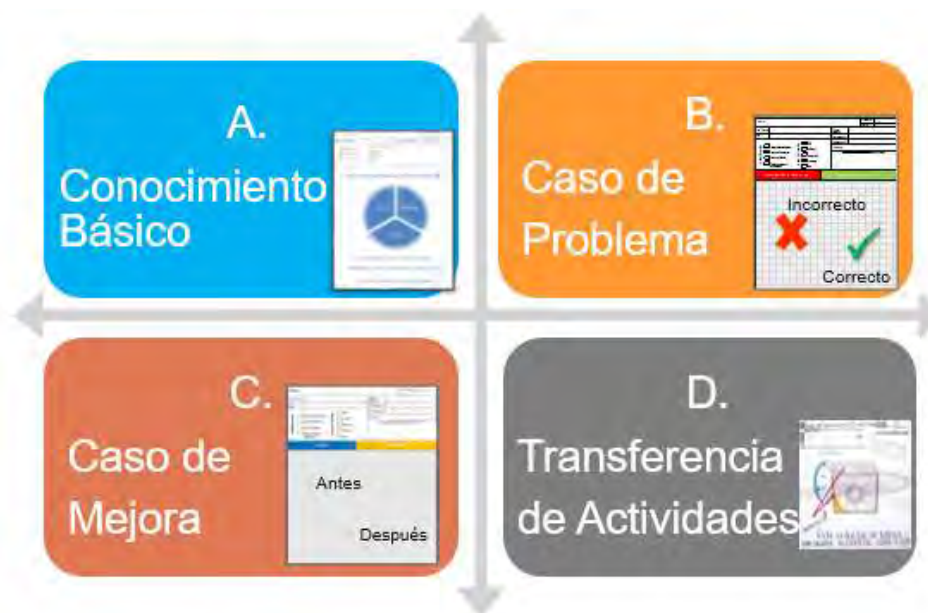 A.
Conocimiento
Básico
B.
Caso de
Problema
Incorrecto
Correcto
C.
Caso de
Mejora
Antes
Después
D.
Transferencia
de Actividades